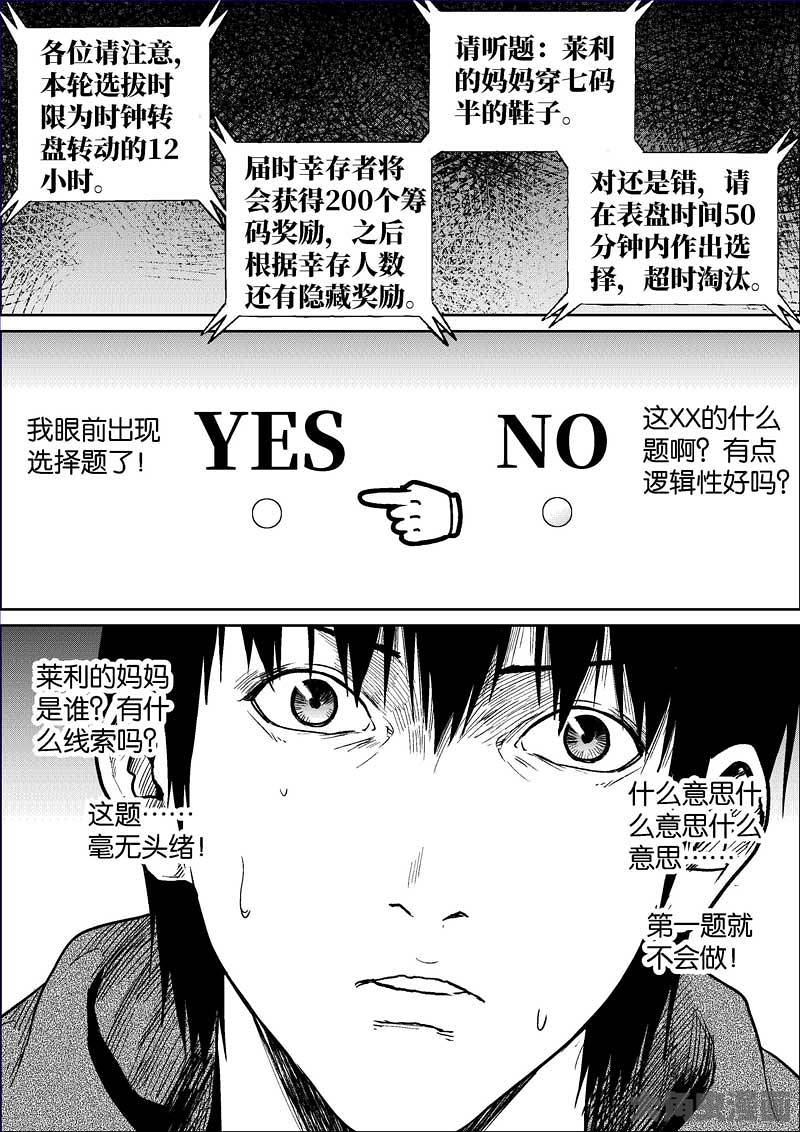 各位请注意,
本轮选拔时
限为时钟转
盘转动的12
小时。
届时幸存者将
会获得200个筹
码奖励，之后
根据幸存人数
还有隐藏奖励。
请听题：莱利
的妈妈穿七码
半的鞋子。
对还是错，请
在表盘时间50
分钟内作出选
择，超时淘汰。
我眼前出现
选择题了！
YES
NO
这XX的什么
题啊？有点
逻辑性好吗？
莱利的妈妈
是谁？有什
么线索吗？
这题……
毫无头绪！
什么意思什
么意思什么
意思……
第一题就
不会做！